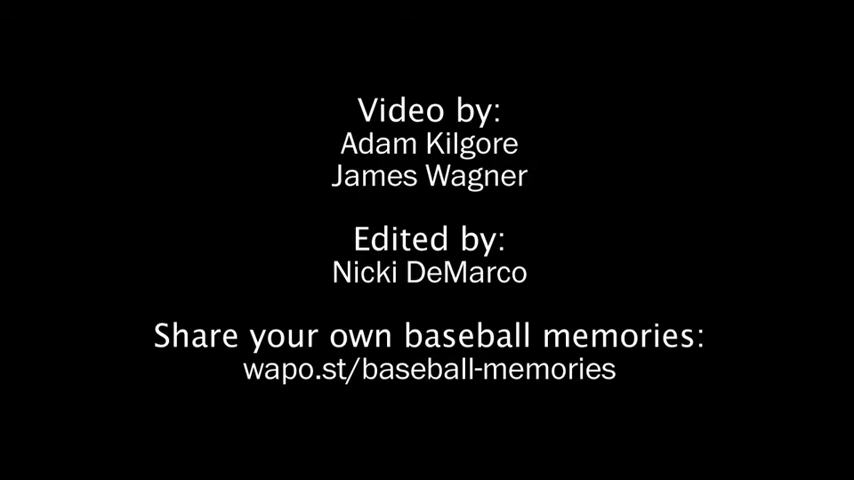 Video by:
Adam Kilgore
James Wagner
Edited by:
Nicki DeMarco
Share your own baseball memories:
wapo.st/baseball-memories